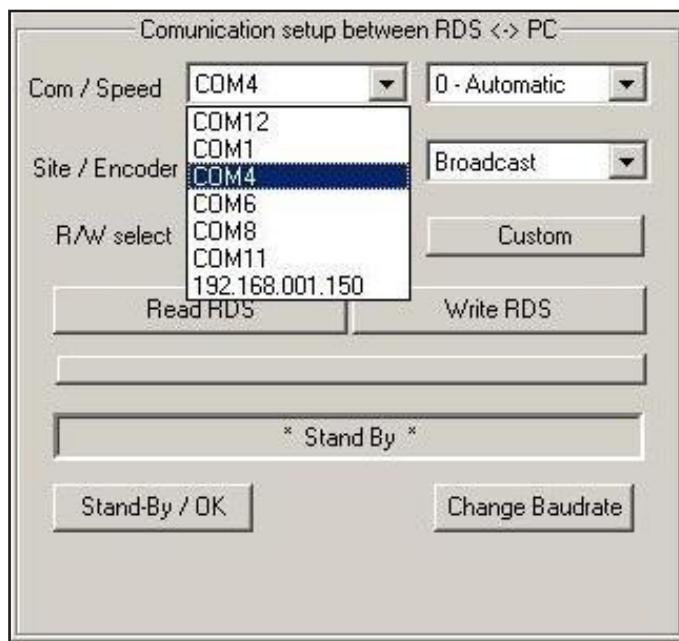 Comunication setup between RDS <-> PC
Com / Speed COM4 0 - Automatic
COM12
COM1
Site / Encoder COM4 Broadcast
COM6
R/W select COM8 Custom
COM11
192.168.001.150
Read RDS Write RDS
* Stand By *
Stand-By / OK Change Baudrate